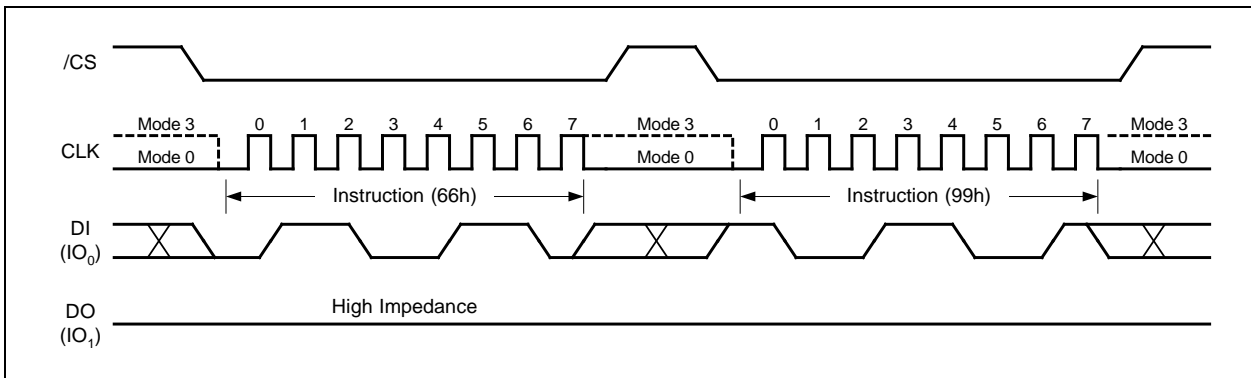 /CS
Mode 3 0 1 2 3 4 5 6 7 Mode 3 0 1 2 3 4 5 6 7 Mode 3
CLK
Mode 0 Mode 0 Mode 0
Instruction (66h) Instruction (99h)
DI
(IO0)
High Impedance
DO
(IO1)